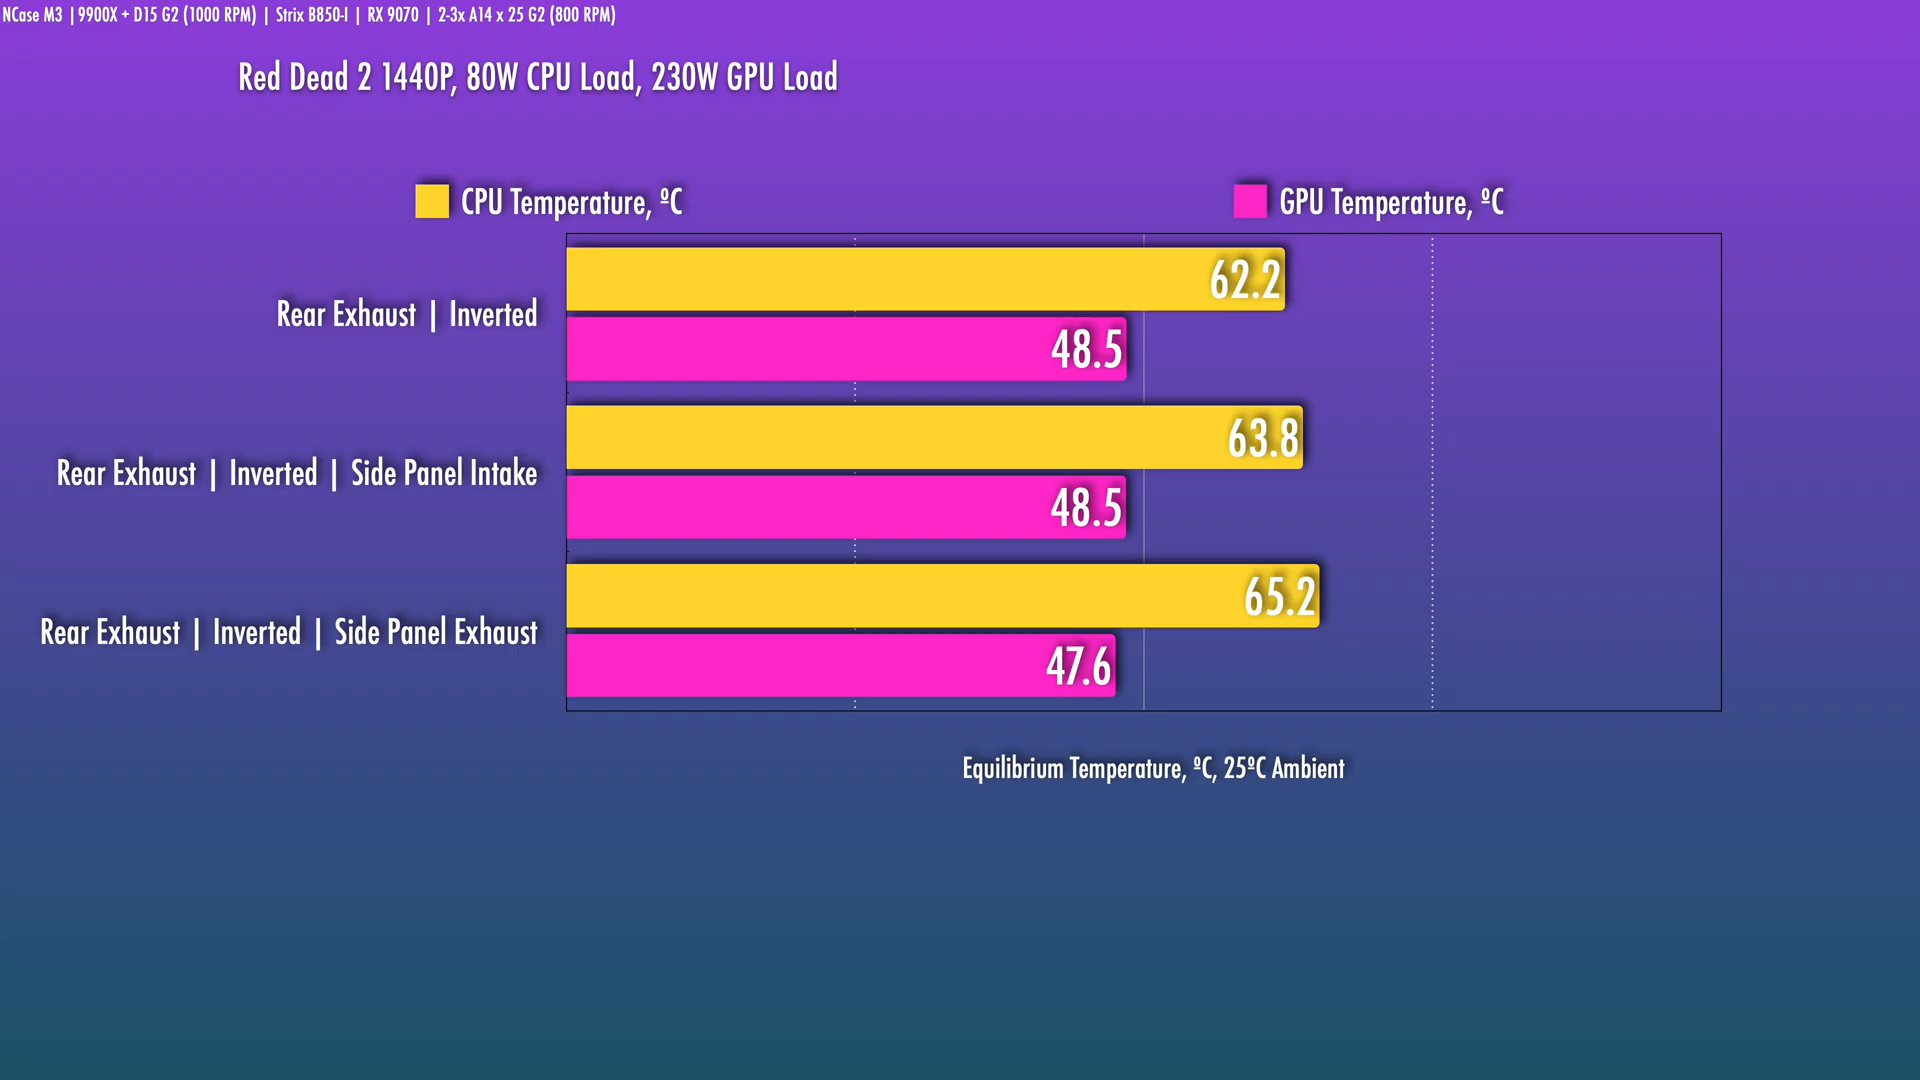 NCase M3 | 9900X + D15 G2 (1000 RPM) | Strix B850-I | RX 9070 | 2-3x A14 x 25 G2 (800 RPM)
Red Dead 2 1440P, 80W CPU Load, 230W GPU Load
CPU Temperature, ºC
GPU Temperature, ºC
Rear Exhaust | Inverted
62.2
48.5
Rear Exhaust | Inverted | Side Panel Intake
63.8
48.5
Rear Exhaust | Inverted | Side Panel Exhaust
65.2
47.6
Equilibrium Temperature, ºC, 25ºC Ambient